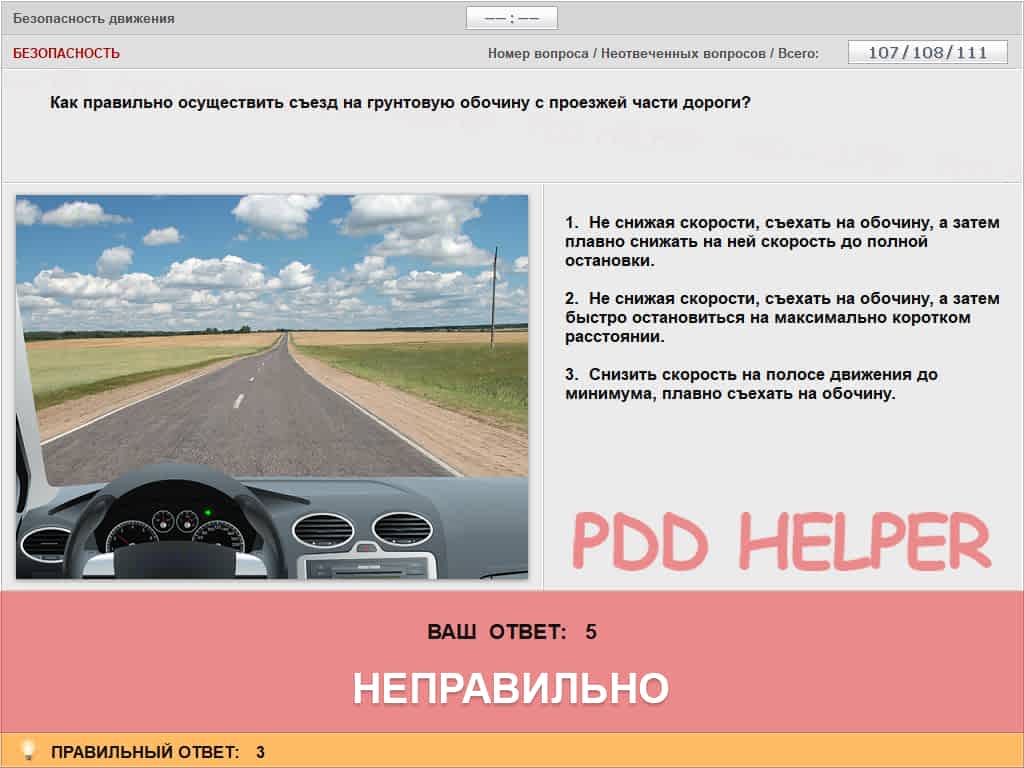 Безопасность движения
—— : ——
БЕЗОПАСНОСТЬ
Номер вопроса / Неотвеченных вопросов / Всего: 107/108/111
Как правильно осуществить съезд на грунтовую обочину с проезжей части дороги?
1. Не снижая скорости, съехать на обочину, а затем
плавно снижать на ней скорость до полной
остановки.
2. Не снижая скорости, съехать на обочину, а затем
быстро остановиться на максимально коротком
расстоянии.
3. Снизить скорость на полосе движения до
минимума, плавно съехать на обочину.
PDD HELPER
ВАШ ОТВЕТ: 5
НЕПРАВИЛЬНО
ПРАВИЛЬНЫЙ ОТВЕТ: 3